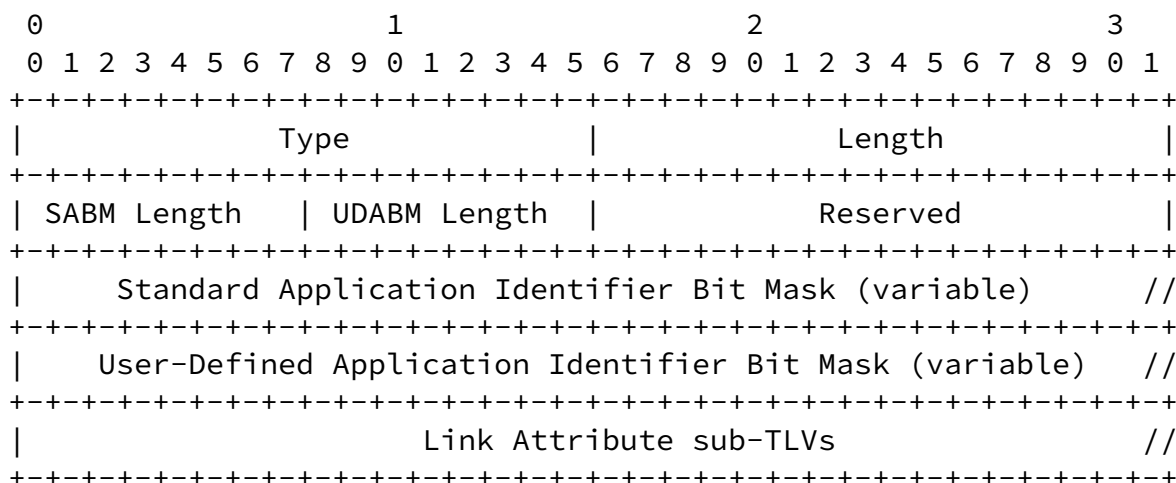 0                   1                   2                   3
 0 1 2 3 4 5 6 7 8 9 0 1 2 3 4 5 6 7 8 9 0 1 2 3 4 5 6 7 8 9 0 1
+-+-+-+-+-+-+-+-+-+-+-+-+-+-+-+-+-+-+-+-+-+-+-+-+-+-+-+-+-+-+-+-+
|              Type             |             Length            |
+-+-+-+-+-+-+-+-+-+-+-+-+-+-+-+-+-+-+-+-+-+-+-+-+-+-+-+-+-+-+-+-+
| SABM Length   | UDABM Length  |            Reserved           |
+-+-+-+-+-+-+-+-+-+-+-+-+-+-+-+-+-+-+-+-+-+-+-+-+-+-+-+-+-+-+-+-+
|     Standard Application Identifier Bit Mask (variable)      //
+-+-+-+-+-+-+-+-+-+-+-+-+-+-+-+-+-+-+-+-+-+-+-+-+-+-+-+-+-+-+-+-+
|    User-Defined Application Identifier Bit Mask (variable)   //
+-+-+-+-+-+-+-+-+-+-+-+-+-+-+-+-+-+-+-+-+-+-+-+-+-+-+-+-+-+-+-+-+
|                      Link Attribute sub-TLVs                 //
+-+-+-+-+-+-+-+-+-+-+-+-+-+-+-+-+-+-+-+-+-+-+-+-+-+-+-+-+-+-+-+-+